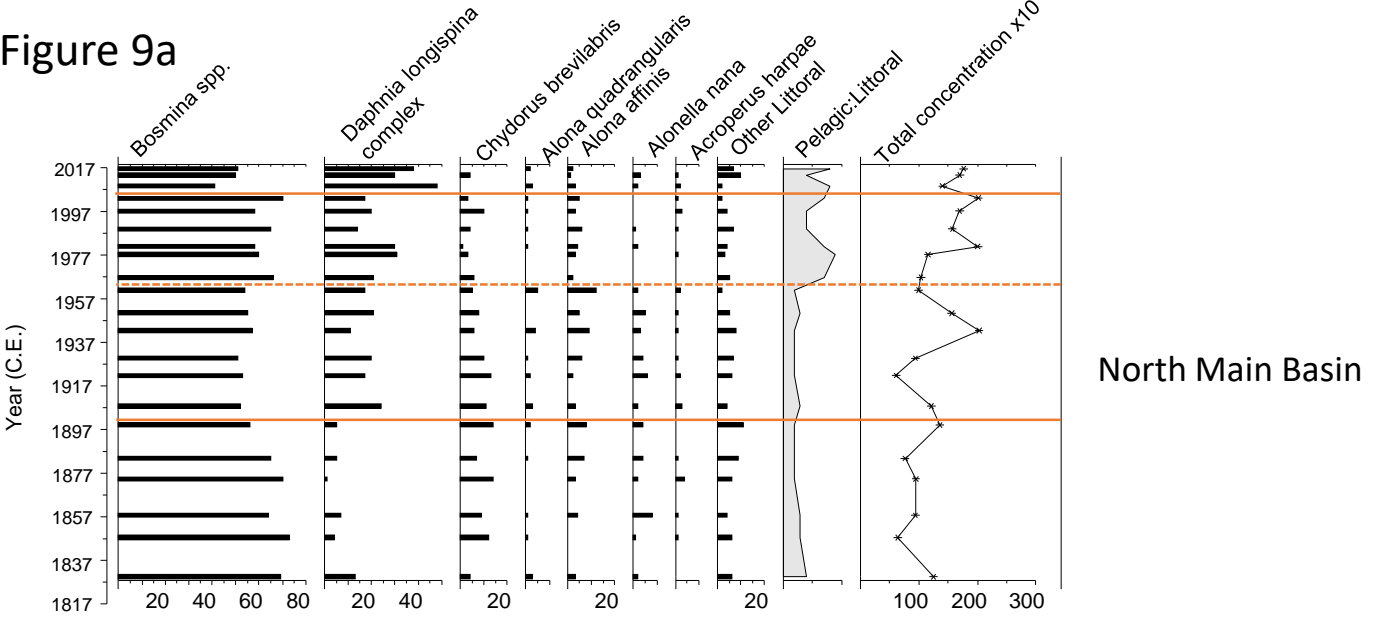 Figure 9a
Bosmina spp.
Daphnia longispina
complex
Chydorus brevilabris
Alona quadrangularis
Alona affinis
Alonella nana
Acroperus harpae
Other Littoral
Pelagic:Littoral
Total concentration x10
Year (C.E.)
2017
1997
1977
1957
1937
1917
1897
1877
1857
1837
1817
North Main Basin
20 40 60 80 20 40 20 20 20 100 200 300